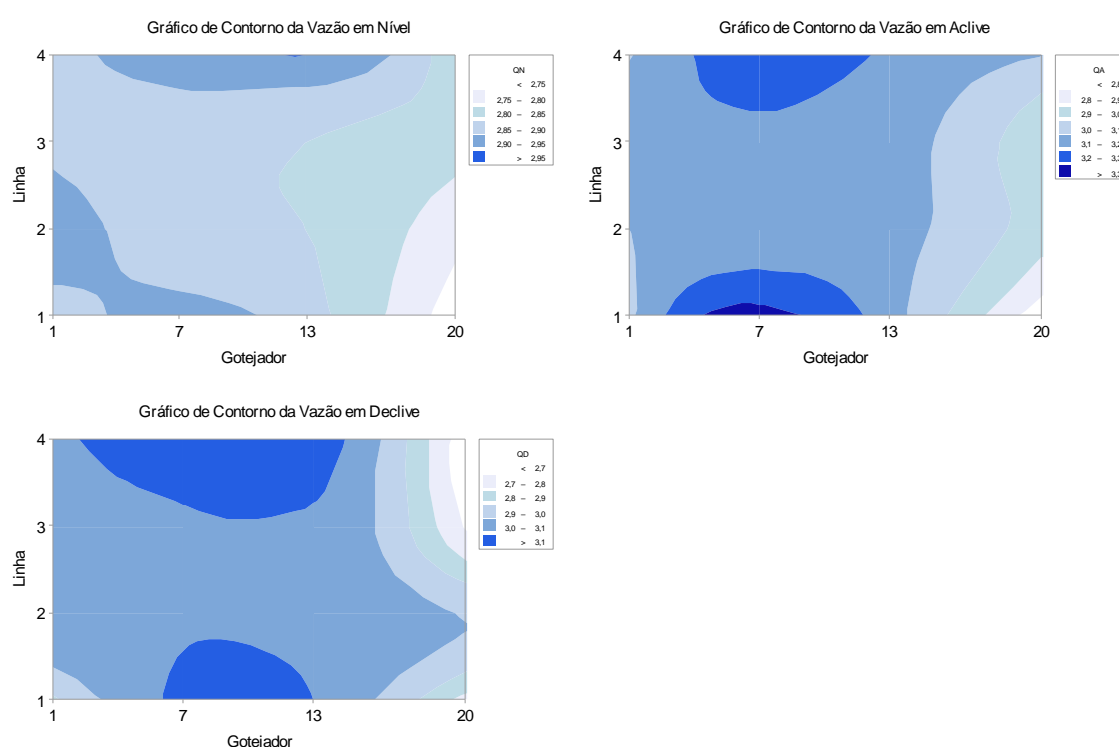 Gráfico de Contorno da Vazão em Nível
4
3
2
1
Linha
1 7 13 20
Gotejador
QN
< 2,75
2,75 – 2,80
2,80 – 2,85
2,85 – 2,90
2,90 – 2,95
> 2,95
Gráfico de Contorno da Vazão em Aclive
4
3
2
1
Linha
1 7 13 20
Gotejador
QA
<
2,8 –
2,9 –
3,0 –
3,1 –
3,2 –
>
Gráfico de Contorno da Vazão em Declive
4
3
2
1
Linha
1 7 13 20
Gotejador
QD
< 2,7
2,7 – 2,8
2,8 – 2,9
2,9 – 3,0
3,0 – 3,1
> 3,1